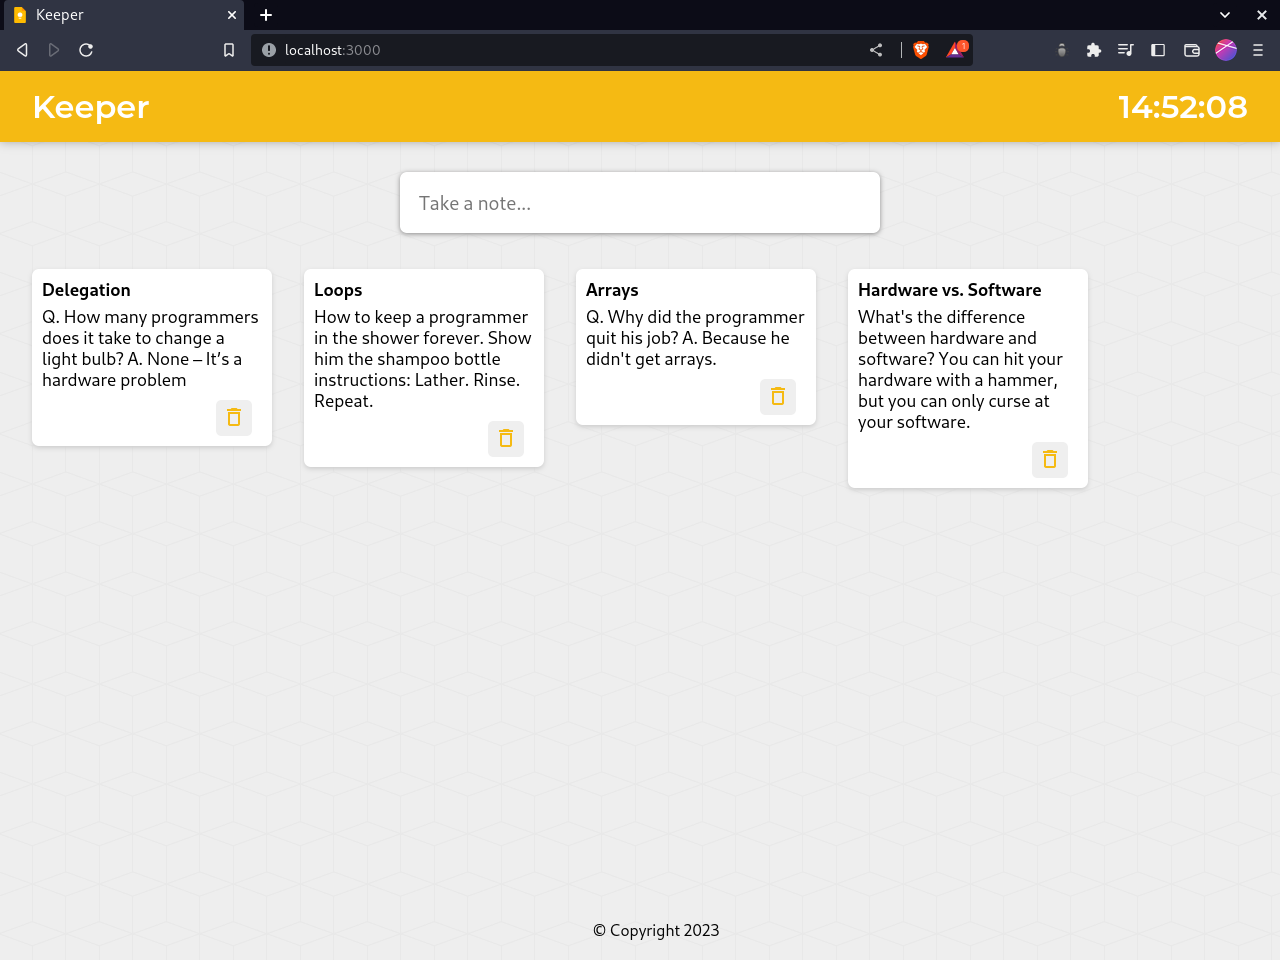 Keeper
localhost:3000
1
Keeper
14:52:08
Take a note...
Delegation
Q. How many programmers
does it take to change a
light bulb? A. None – It’s a
hardware problem
Loops
How to keep a programmer
in the shower forever. Show
him the shampoo bottle
instructions: Lather. Rinse.
Repeat.
Arrays
Q. Why did the programmer
quit his job? A. Because he
didn't get arrays.
Hardware vs. Software
What's the difference
between hardware and
software? You can hit your
hardware with a hammer,
but you can only curse at
your software.
© Copyright 2023